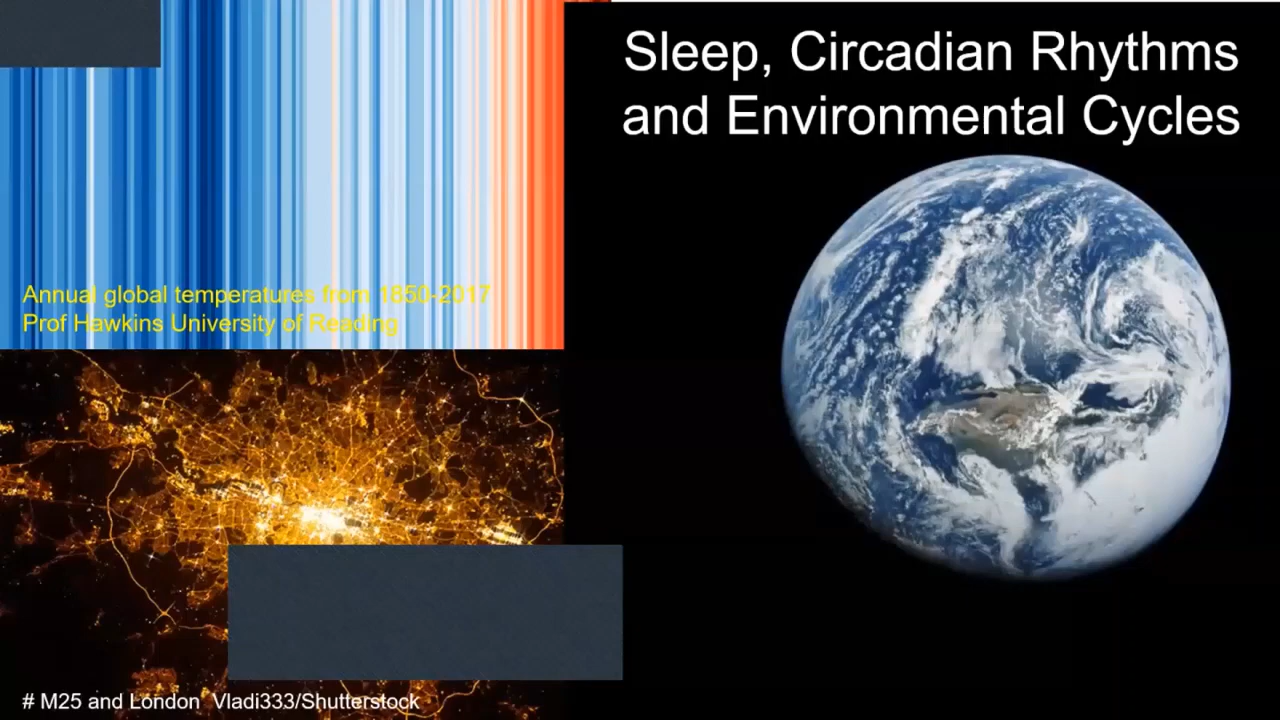 Sleep, Circadian Rhythms
and Environmental Cycles
Annual global temperatures from 1850-2017
Prof Hawkins University of Reading
# M25 and London Vladi333/Shutterstock